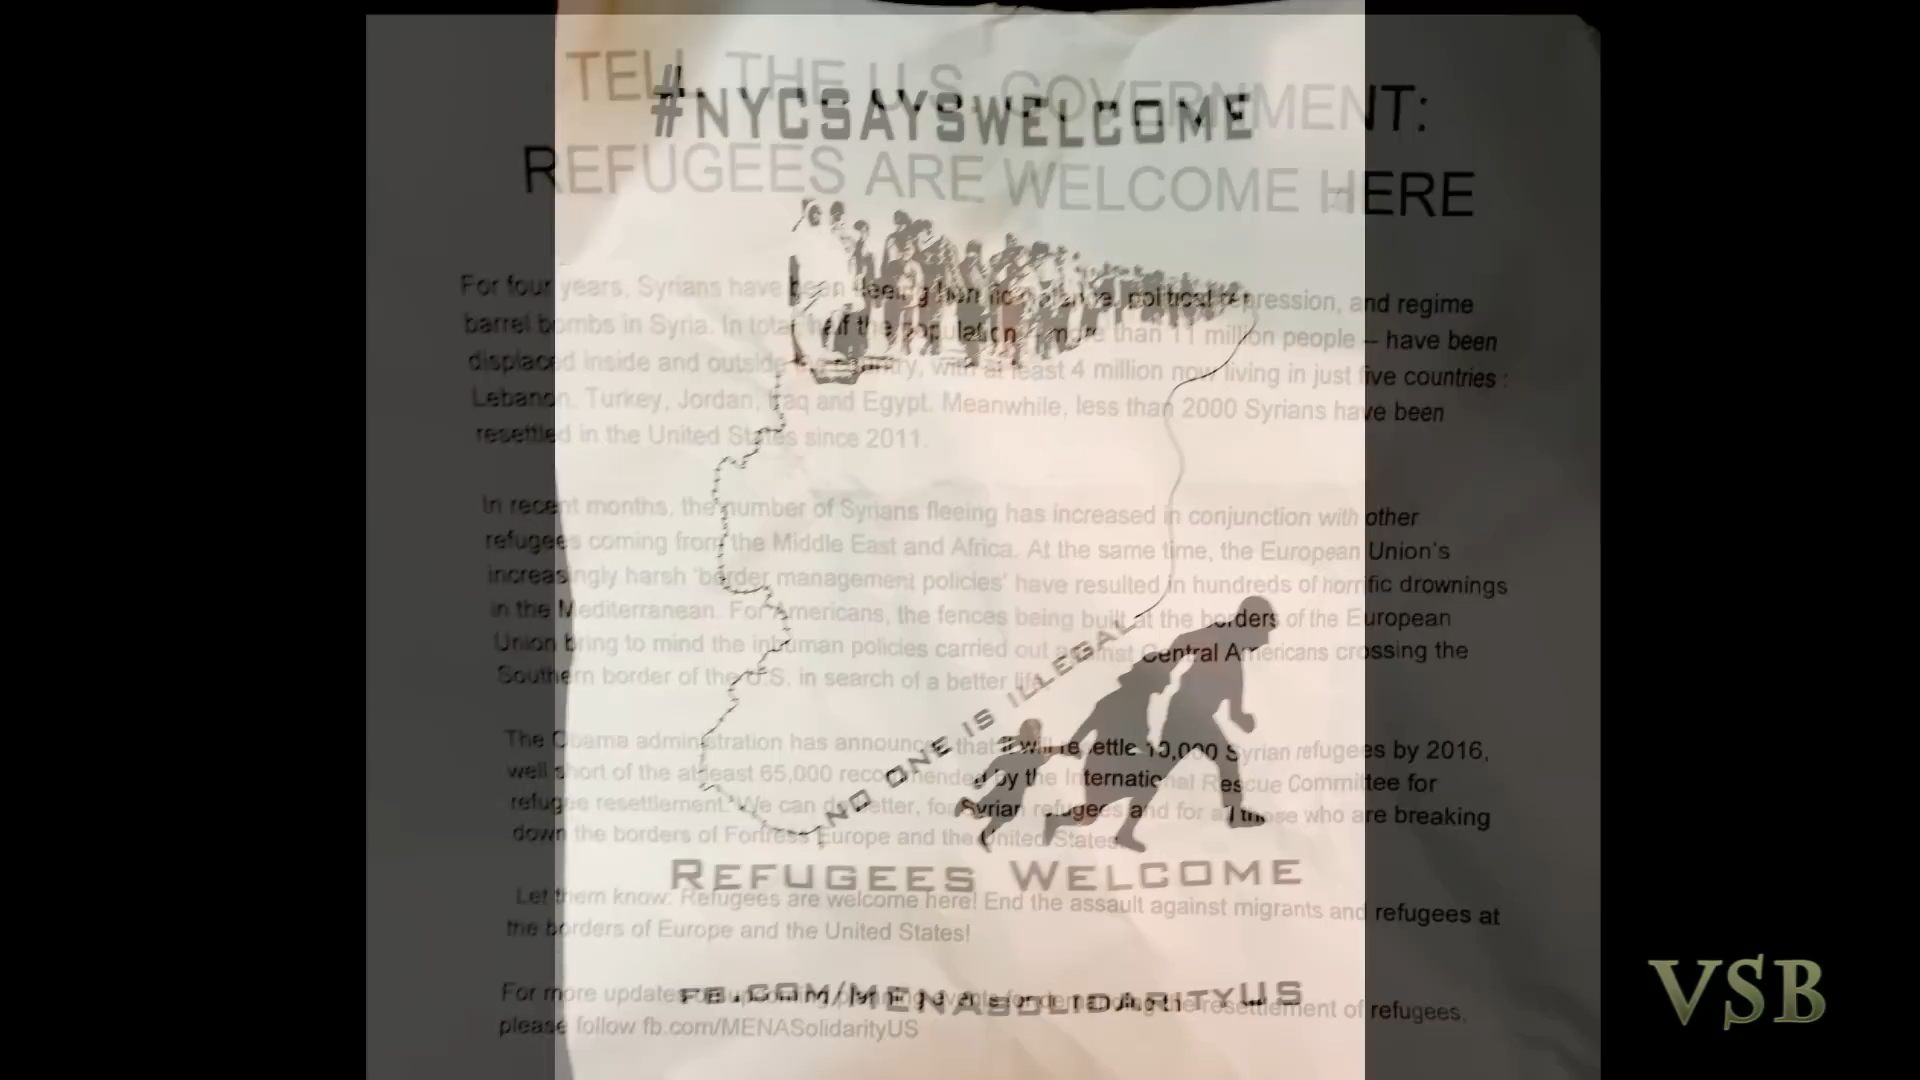 #NYCSAYSWELCOME
NO ONE IS ILLEGAL
REFUGEES WELCOME
FB.COM/MENASOLIDARITYUS
TELL THE U.S. GOVERNMENT:
REFUGEES ARE WELCOME HERE
For four years, Syrians have been fleeing horrific violence, political repression, and regime
barrel bombs in Syria. In total, half the population – more than 11 million people – have been
displaced inside and outside the country, with at least 4 million now living in just five countries :
Lebanon, Turkey, Jordan, Iraq and Egypt. Meanwhile, less than 2000 Syrians have been
resettled in the United States since 2011.
In recent months, the number of Syrians fleeing has increased in conjunction with other
refugees coming from the Middle East and Africa. At the same time, the European Union's
increasingly harsh 'border management policies' have resulted in hundreds of horrific drownings
in the Mediterranean. For Americans, the fences being built at the borders of the European
Union bring to mind the inhuman policies carried out against Central Americans crossing the
Southern border of the U.S. in search of a better life.
The Obama administration has announced that it will resettle 10,000 Syrian refugees by 2016,
well short of the at least 65,000 recommended by the International Rescue Committee for
refugee resettlement. We can do better, for Syrian refugees and for all those who are breaking
down the borders of Fortress Europe and the United States.
Let them know: Refugees are welcome here! End the assault against migrants and refugees at
the borders of Europe and the United States!
For more updates on upcoming planning events for demanding the resettlement of refugees,
please follow fb.com/MENASolidarityUS
VSB